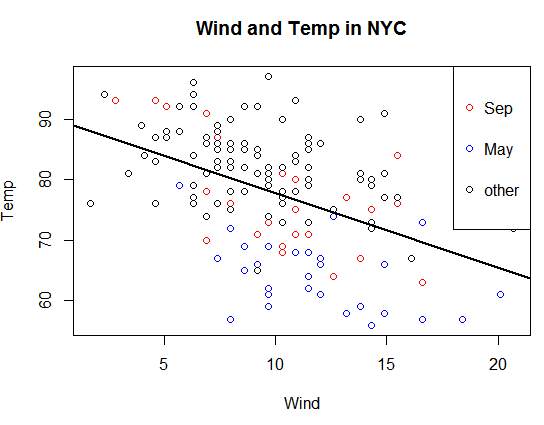 Wind and Temp in NYC
Sep
May
other
Temp
90
80
70
60
5 10 15 20
Wind